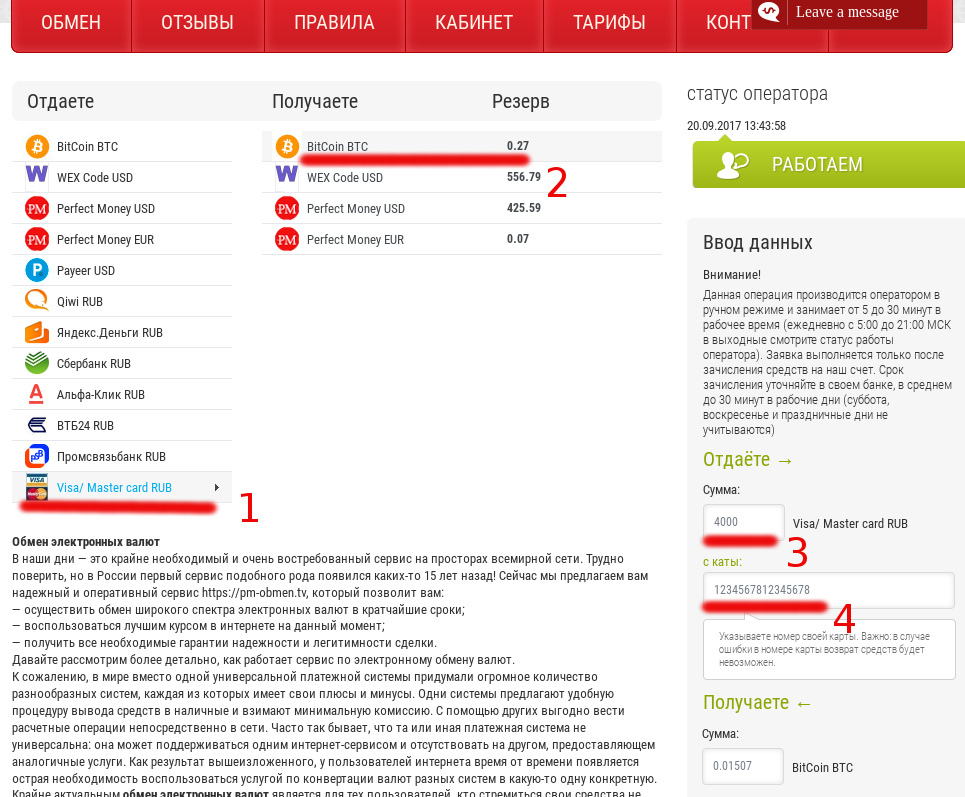 ОБМЕН ОТЗЫВЫ ПРАВИЛА КАБИНЕТ ТАРИФЫ КОНТ
Leave a message
Отдаете Получаете Резерв
BitCoin BTC
WEX Code USD
Perfect Money USD
Perfect Money EUR
Payeer USD
Qiwi RUB
Яндекс.Деньги RUB
Сбербанк RUB
Альфа-Клик RUB
ВТБ24 RUB
Промсвязьбанк RUB
VISA
Visa/ Master card RUB
1
BitCoin BTC 0.27
WEX Code USD 556.79
2
Perfect Money USD 425.59
Perfect Money EUR 0.07
Обмен электронных валют
В наши дни — это крайне необходимый и очень востребованный сервис на просторах всемирной сети. Трудно
поверить, но в России первый сервис подобного рода появился каких-то 15 лет назад! Сейчас мы предлагаем вам
надежный и оперативный сервис https://pm-obmen.tv, который позволит вам:
— осуществить обмен широкого спектра электронных валют в кратчайшие сроки;
— воспользоваться лучшим курсом в интернете на данный момент;
— получить все необходимые гарантии надежности и легитимности сделки.
Давайте рассмотрим более детально, как работает сервис по электронному обмену валют.
К сожалению, в мире вместо одной универсальной платежной системы придумали огромное количество
разнообразных систем, каждая из которых имеет свои плюсы и минусы. Одни системы предлагают удобную
процедуру вывода средств в наличные и взимают минимальную комиссию. С помощью других выгодно вести
расчетные операции непосредственно в сети. Часто так бывает, что та или иная платежная система не
универсальна: она может поддерживаться одним интернет-сервисом и отсутствовать на другом, предоставляющем
аналогичные услуги. Как результат вышеизложенного, у пользователей интернета время от времени появляется
острая необходимость воспользоваться услугой по конвертации валют разных систем в какую-то одну конкретную.
Крайне актуальным обмен электронных валют является для тех пользователей, кто стремиться свои средства не
статус оператора
20.09.2017 13:43:58
РАБОТАЕМ
Ввод данных
Внимание!
Данная операция производится оператором в
ручном режиме и занимает от 5 до 30 минут в
рабочее время (ежедневно с 5:00 до 21:00 МСК
в выходные смотрите статус работы
оператора). Заявка выполняется только после
зачисления средств на наш счет. Срок
зачисления уточняйте в своем банке, в среднем
до 30 минут в рабочие дни (суббота,
воскресенье и праздничные дни не
учитываются)
Отдаёте →
Сумма:
4000 Visa/ Master card RUB
3
с каты:
1234567812345678
4
Указываете номер своей карты. Важно: в случае
ошибки в номере карты возврат средств будет
невозможен.
Получаете ←
Сумма:
0.01507 BitCoin BTC